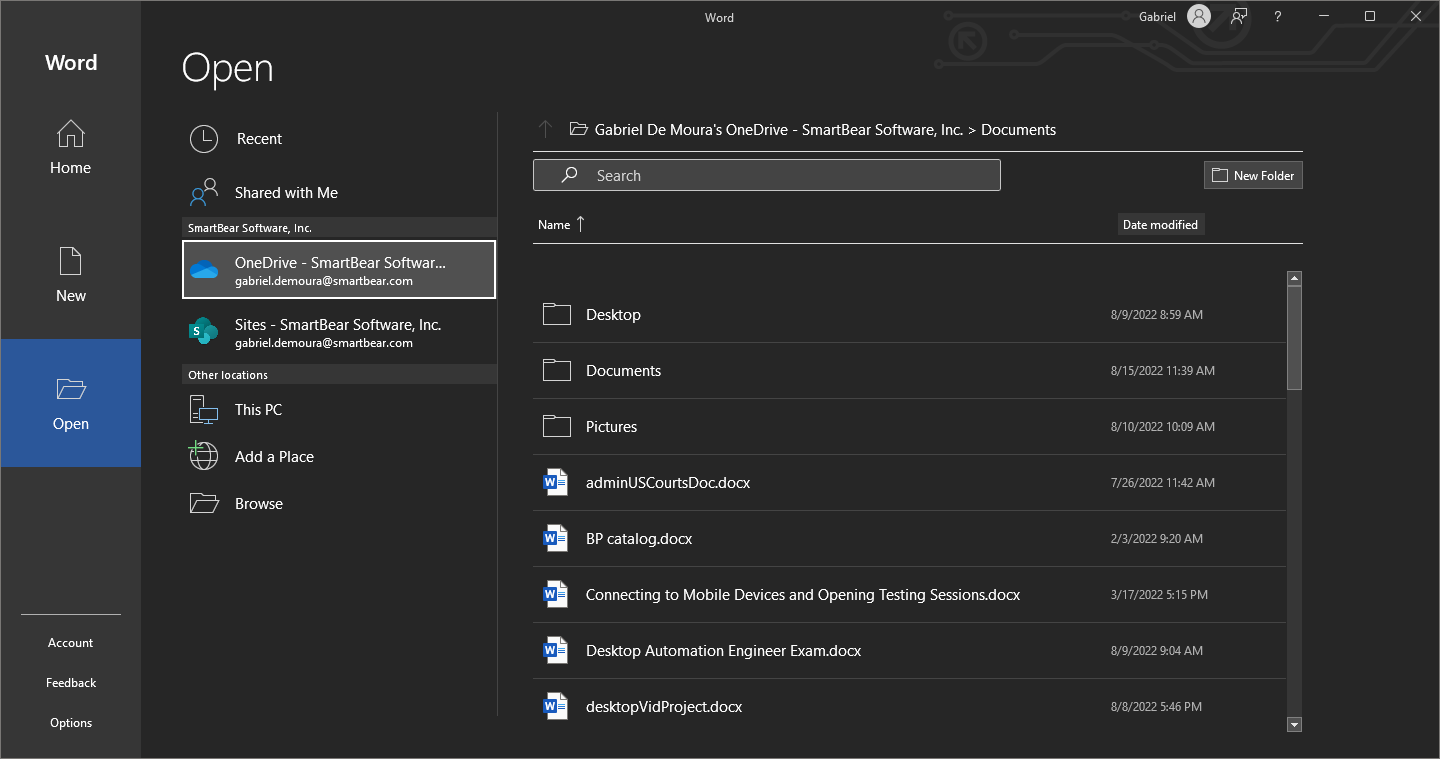 Word
Gabriel
?
Word
Home
New
Open
Account
Feedback
Options
Open
Recent
Shared with Me
SmartBear Software, Inc.
OneDrive - SmartBear Softwar...
gabriel.demoura@smartbear.com
S
Sites - SmartBear Software, Inc.
gabriel.demoura@smartbear.com
Other locations
This PC
Add a Place
Browse
Gabriel De Moura's OneDrive - SmartBear Software, Inc. > Documents
Search
New Folder
Name
Date modified
Desktop 8/9/2022 8:59 AM
Documents 8/15/2022 11:39 AM
Pictures 8/10/2022 10:09 AM
W adminUSCourtsDoc.docx 7/26/2022 11:42 AM
W BP catalog.docx 2/3/2022 9:20 AM
W Connecting to Mobile Devices and Opening Testing Sessions.docx 3/17/2022 5:15 PM
W Desktop Automation Engineer Exam.docx 8/9/2022 9:04 AM
W desktopVidProject.docx 8/8/2022 5:46 PM